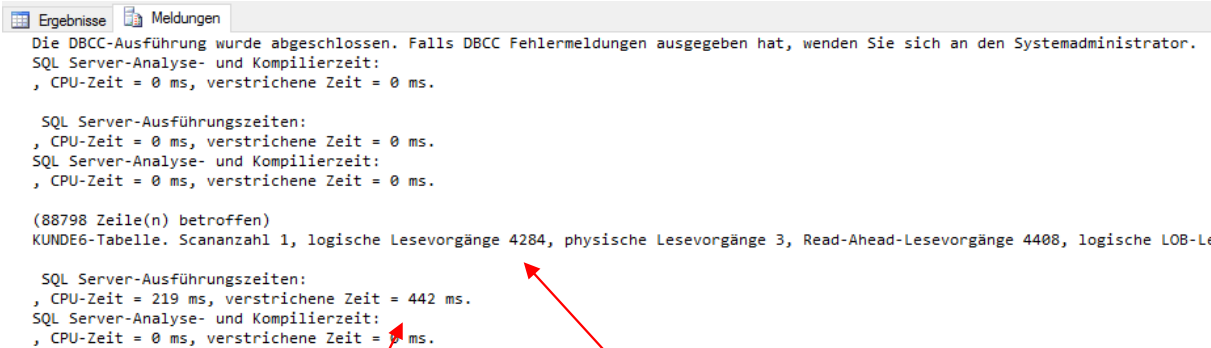 Ergebnisse Meldungen
Die DBCC-Ausführung wurde abgeschlossen. Falls DBCC Fehlermeldungen ausgegeben hat, wenden Sie sich an den Systemadministrator.
SQL Server-Analyse- und Kompilierzeit:
, CPU-Zeit = 0 ms, verstrichene Zeit = 0 ms.
SQL Server-Ausführungszeiten:
, CPU-Zeit = 0 ms, verstrichene Zeit = 0 ms.
SQL Server-Analyse- und Kompilierzeit:
, CPU-Zeit = 0 ms, verstrichene Zeit = 0 ms.
(88798 Zeile(n) betroffen)
KUNDE6-Tabelle. Scananzahl 1, logische Lesevorgänge 4284, physische Lesevorgänge 3, Read-Ahead-Lesevorgänge 4408, logische LOB-Le
SQL Server-Ausführungszeiten:
, CPU-Zeit = 219 ms, verstrichene Zeit = 442 ms.
SQL Server-Analyse- und Kompilierzeit:
, CPU-Zeit = 0 ms, verstrichene Zeit = 0 ms.